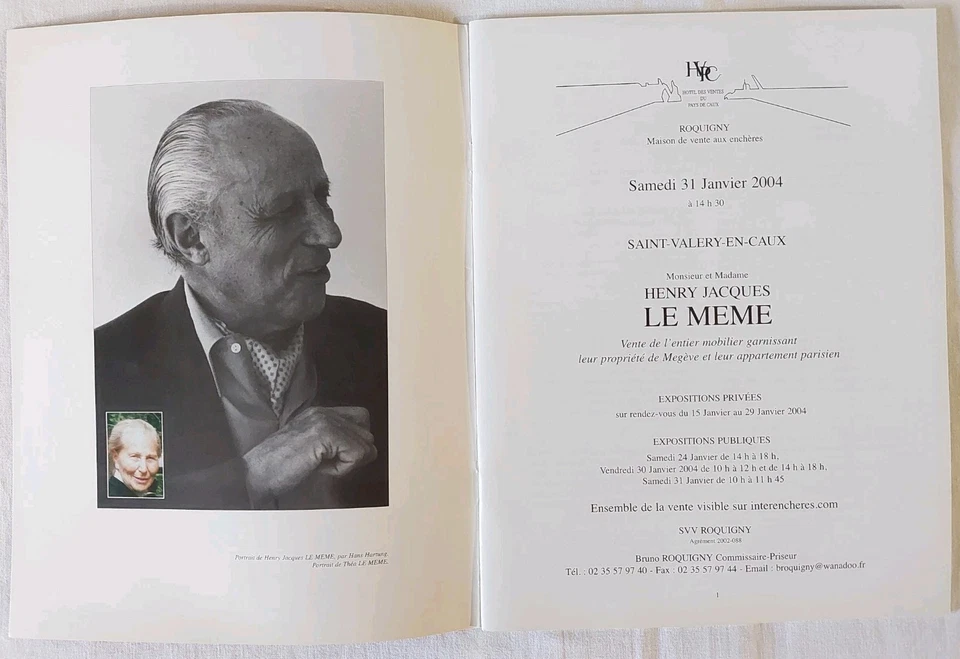 Portrait de Henry Jacques LE MEME, par Hans Hartung.
Portrait de Théo LE MEME.
HVPC
HOTEL DES VENTES
DU
PAYS DE CAUX
ROQUIGNY
Maison de vente aux enchères
Samedi 31 Janvier 2004
à 14 h 30
SAINT-VALERY-EN-CAUX
Monsieur et Madame
HENRY JACQUES
LE MEME
Vente de l'entier mobilier garnissant
leur propriété de Megève et leur appartement parisien
EXPOSITIONS PRIVÉES
sur rendez-vous du 15 Janvier au 29 Janvier 2004
EXPOSITIONS PUBLIQUES
Samedi 24 Janvier de 14 h à 18 h,
Vendredi 30 Janvier 2004 de 10 h à 12 h et de 14 h à 18 h,
Samedi 31 Janvier de 10 h à 11 h 45
Ensemble de la vente visible sur interencheres.com
SVV ROQUIGNY
Agrément 2002-088
Bruno ROQUIGNY Commissaire-Priseur
Tél. : 02 35 57 97 40 - Fax : 02 35 57 97 44 - Email : broquigny@wanadoo.fr
1